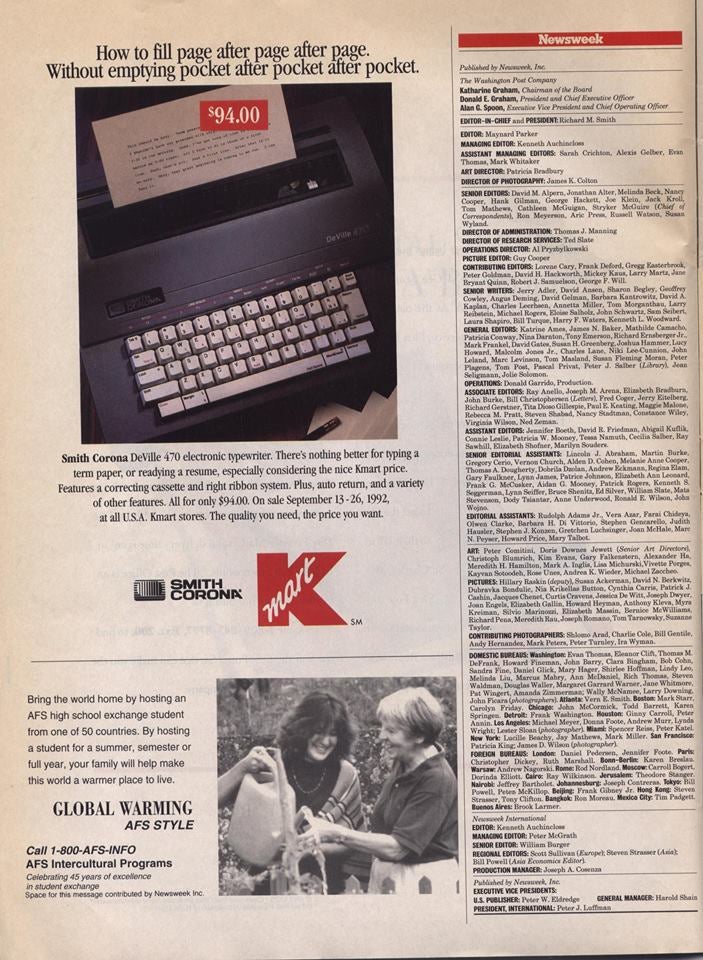 How to fill page after page after page.
Without emptying pocket after pocket after pocket.
$94.00
DeVille 470
SMITH
CORONA
Smith Corona DeVille 470 electronic typewriter. There's nothing better for typing a
term paper, or readying a resume, especially considering the nice Kmart price.
Features a correcting cassette and right ribbon system. Plus, auto return, and a variety
of other features. All for only $94.00. On sale September 13-26, 1992,
at all U.S.A. Kmart stores. The quality you need, the price you want.
SMITH
CORONA
K
mart
SM
Bring the world home by hosting an
AFS high school exchange student
from one of 50 countries. By hosting
a student for a summer, semester or
full year, your family will help make
this world a warmer place to live.
GLOBAL WARMING
AFS STYLE
Call 1-800-AFS-INFO
AFS Intercultural Programs
Celebrating 45 years of excellence
in student exchange
Space for this message contributed by Newsweek Inc.
Newsweek
Published by Newsweek, Inc.
The Washington Post Company
Katharine Graham, Chairman of the Board
Donald E. Graham, President and Chief Executive Officer
Alan G. Spoon, Executive Vice President and Chief Operating Officer
EDITOR-IN-CHIEF and PRESIDENT: Richard M. Smith
EDITOR: Maynard Parker
MANAGING EDITOR: Kenneth Auchincloss
ASSISTANT MANAGING EDITORS: Sarah Crichton, Alexis Gelber, Evan
Thomas, Mark Whitaker
ART DIRECTOR: Patricia Bradbury
DIRECTOR OF PHOTOGRAPHY: James K. Colton
SENIOR EDITORS: David M. Alpern, Jonathan Alter, Melinda Beck, Nancy
Cooper, Hank Gilman, George Hackett, Joe Klein, Jack Kroll,
Tom Mathews, Cathleen McGuigan, Stryker McGuire (Chief of
Correspondents), Ron Meyerson, Aric Press, Russell Watson, Susan
Wyland.
DIRECTOR OF ADMINISTRATION: Thomas J. Manning
DIRECTOR OF RESEARCH SERVICES: Ted Slate
OPERATIONS DIRECTOR: Al Pryzbylkowski
PICTURE EDITOR: Guy Cooper
CONTRIBUTING EDITORS: Lorene Cary, Frank Deford, Gregg Easterbrook,
Peter Goldman, David H. Hackworth, Mickey Kaus, Larry Martz, Jane
Bryant Quinn, Robert J. Samuelson, George F. Will.
SENIOR WRITERS: Jerry Adler, David Ansen, Sharon Begley, Geoffrey
Cowley, Angus Deming, David Gelman, Barbara Kantrowitz, David A.
Kaplan, Charles Leerhsen, Annetta Miller, Tom Morganthau, Larry
Reibstein, Michael Rogers, Eloise Salholz, John Schwartz, Sam Seibert,
Laura Shapiro, Bill Turque, Harry F. Waters, Kenneth L. Woodward.
GENERAL EDITORS: Katrine Ames, James N. Baker, Mathilde Camacho,
Patricia Conway, Nina Darnton, Tony Emerson, Richard Ernsberger Jr.,
Mark Frankel, David Gates, Susan H. Greenberg, Joshua Hammer, Lucy
Howard, Malcolm Jones Jr., Charles Lane, Niki Lee-Cunnion, John
Leland, Marc Levinson, Tom Masland, Susan Fleming Moran, Peter
Plagens, Tom Post, Pascal Privat, Peter J. Salber (Library), Jean
Seligmann, Jolie Solomon.
OPERATIONS: Donald Garrido, Production.
ASSOCIATE EDITORS: Ray Anello, Joseph M. Arena, Elizabeth Bradburn,
John Burke, Bill Christophersen (Letters), Fred Coger, Jerry Eitelberg,
Richard Gerstner, Tita Dioso Gillespie, Paul E. Keating, Maggie Malone,
Rebecca M. Pratt, Steven Shabad, Nancy Stadtman, Constance Wiley,
Virginia Wilson, Ned Zeman.
ASSISTANT EDITORS: Jennifer Boeth, David R. Friedman, Abigail Kuflik,
Connie Leslie, Patricia W. Mooney, Tessa Namuth, Cecilia Salber, Ray
Sawhill, Elizabeth Shofner, Marilyn Souders.
SENIOR EDITORIAL ASSISTANTS: Lincoln J. Abraham, Martin Burke,
Gregory Cerio, Vernon Church, Alden D. Cohen, Melanie Anne Cooper,
Thomas A. Dougherty, Dobrila Dzolan, Andrew Eckmann, Regina Elam,
Gary Faulkner, Lynn James, Patrice Johnson, Elizabeth Ann Leonard,
Frank G. McCusker, Aidan G. Mooney, Patrick Rogers, Kenneth S.
Seggerman, Lynn Seiffer, Bruce Shenitz, Ed Silver, William Slate, Mata
Stevenson, Dody Tsiantar, Anne Underwood, Ronald E. Wilson, John
Wojno.
EDITORIAL ASSISTANTS: Rudolph Adams Jr., Vera Azar, Farai Chideya,
Olwen Clarke, Barbara H. Di Vittorio, Stephen Gencarello, Judith
Hausler, Stephen J. Konzen, Gretchen Luchsinger, Joan McHale, Marc
N. Peyser, Howard Price, Mary Talbot.
ART: Peter Comitini, Doris Downes Jewett (Senior Art Directors),
Christoph Blumrich, Kim Evans, Gary Falkenstern, Alexander Ha,
Meredith H. Hamilton, Mark A. Inglis, Lisa Michurski, Vivette Porges,
Kayvan Sotoodeh, Rose Unes, Andrea K. Wieder, Michael Zaccheo.
PICTURES: Hillary Raskin (deputy), Susan Ackerman, David N. Berkwitz,
Dubravka Bondulic, Nia Krikellas Button, Cynthia Carris, Patrick J.
Cashin, Jacques Chenet, Curtis Cravens, Jessica De Witt, Joseph Dwyer,
Joan Engels, Elizabeth Gallin, Howard Heyman, Anthony Kleva, Myra
Kreiman, Silvio Marinozzi, Elizabeth Massin, Bernice McWilliams,
Richard Pena, Meredith Rau, Joseph Romano, Tom Tarnowsky, Suzanne
Taylor.
CONTRIBUTING PHOTOGRAPHERS: Shlomo Arad, Charlie Cole, Bill Gentile,
Andy Hernandez, Mark Peters, Peter Turnley, Ira Wyman.
DOMESTIC BUREAUS: Washington: Evan Thomas, Eleanor Clift, Thomas M.
DeFrank, Howard Fineman, John Barry, Clara Bingham, Bob Cohn,
Sandra Fine, Daniel Glick, Mary Hager, Shirlee Hoffman, Lindy Leo,
Melinda Liu, Marcus Mabry, Ann McDaniel, Rich Thomas, Steven
Waldman, Douglas Waller, Margaret Garrard Warner, Jane Whitmore,
Pat Wingert, Amanda Zimmerman; Wally McNamee, Larry Downing,
John Ficara (photographers). Atlanta: Vern E. Smith. Boston: Mark Starr,
Carolyn Friday. Chicago: John McCormick, Todd Barrett, Karen
Springen. Detroit: Frank Washington. Houston: Ginny Carroll, Peter
Annin. Los Angeles: Michael Meyer, Donna Foote, Andrew Murr, Lynda
Wright; Lester Sloan (photographer). Miami: Spencer Reiss, Peter Katel.
New York: Lucille Beachy, Jay Mathews, Mark Miller. San Francisco:
Patricia King; James D. Wilson (photographer).
FOREIGN BUREAUS: London: Daniel Pedersen, Jennifer Foote. Paris:
Christopher Dickey, Ruth Marshall. Bonn-Berlin: Karen Breslau.
Warsaw: Andrew Nagorski. Rome: Rod Nordland. Moscow: Carroll Bogert,
Dorinda Elliott. Cairo: Ray Wilkinson. Jerusalem: Theodore Stanger.
Nairobi: Jeffrey Bartholet. Johannesburg: Joseph Contreras. Tokyo: Bill
Powell, Peter McKillop. Beijing: Frank Gibney Jr. Hong Kong: Steven
Strasser, Tony Clifton. Bangkok: Ron Moreau. Mexico City: Tim Padgett.
Buenos Aires: Brook Larmer.
Newsweek International
EDITOR: Kenneth Auchincloss
MANAGING EDITOR: Peter McGrath
SENIOR EDITOR: William Burger
REGIONAL EDITORS: Scott Sullivan (Europe); Steven Strasser (Asia);
Bill Powell (Asia Economics Editor).
PRODUCTION MANAGER: Joseph A. Cosenza
Published by Newsweek, Inc.
EXECUTIVE VICE PRESIDENTS:
U.S. PUBLISHER: Peter W. Eldredge GENERAL MANAGER: Harold Shain
PRESIDENT, INTERNATIONAL: Peter J. Luffman